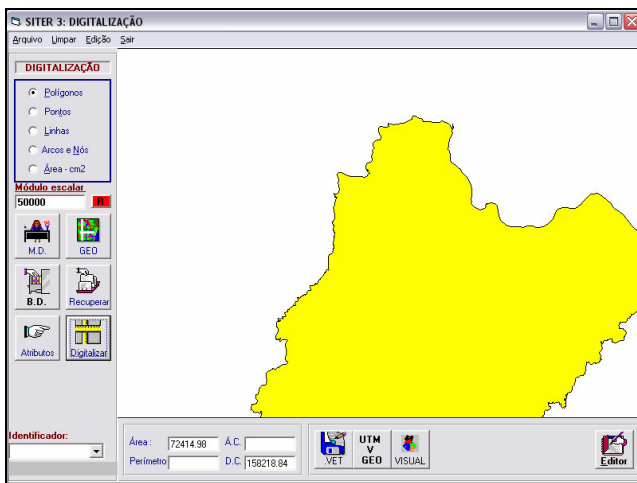 SITER 3: DIGITALIZAÇÃO
Arquivo Limpar Edição Sair
DIGITALIZAÇÃO
Polígonos
Pontos
Linhas
Arcos e Nós
Área - cm2
Módulo escalar
50000 R
M.D. GEO
B.D. Recuperar
Atributos Digitalizar
Identificador:
Área : 72414.98 Á.C.
Perímetro D.C. 158218.84
.VET
UTM
V
GEO
VISUAL
Editor